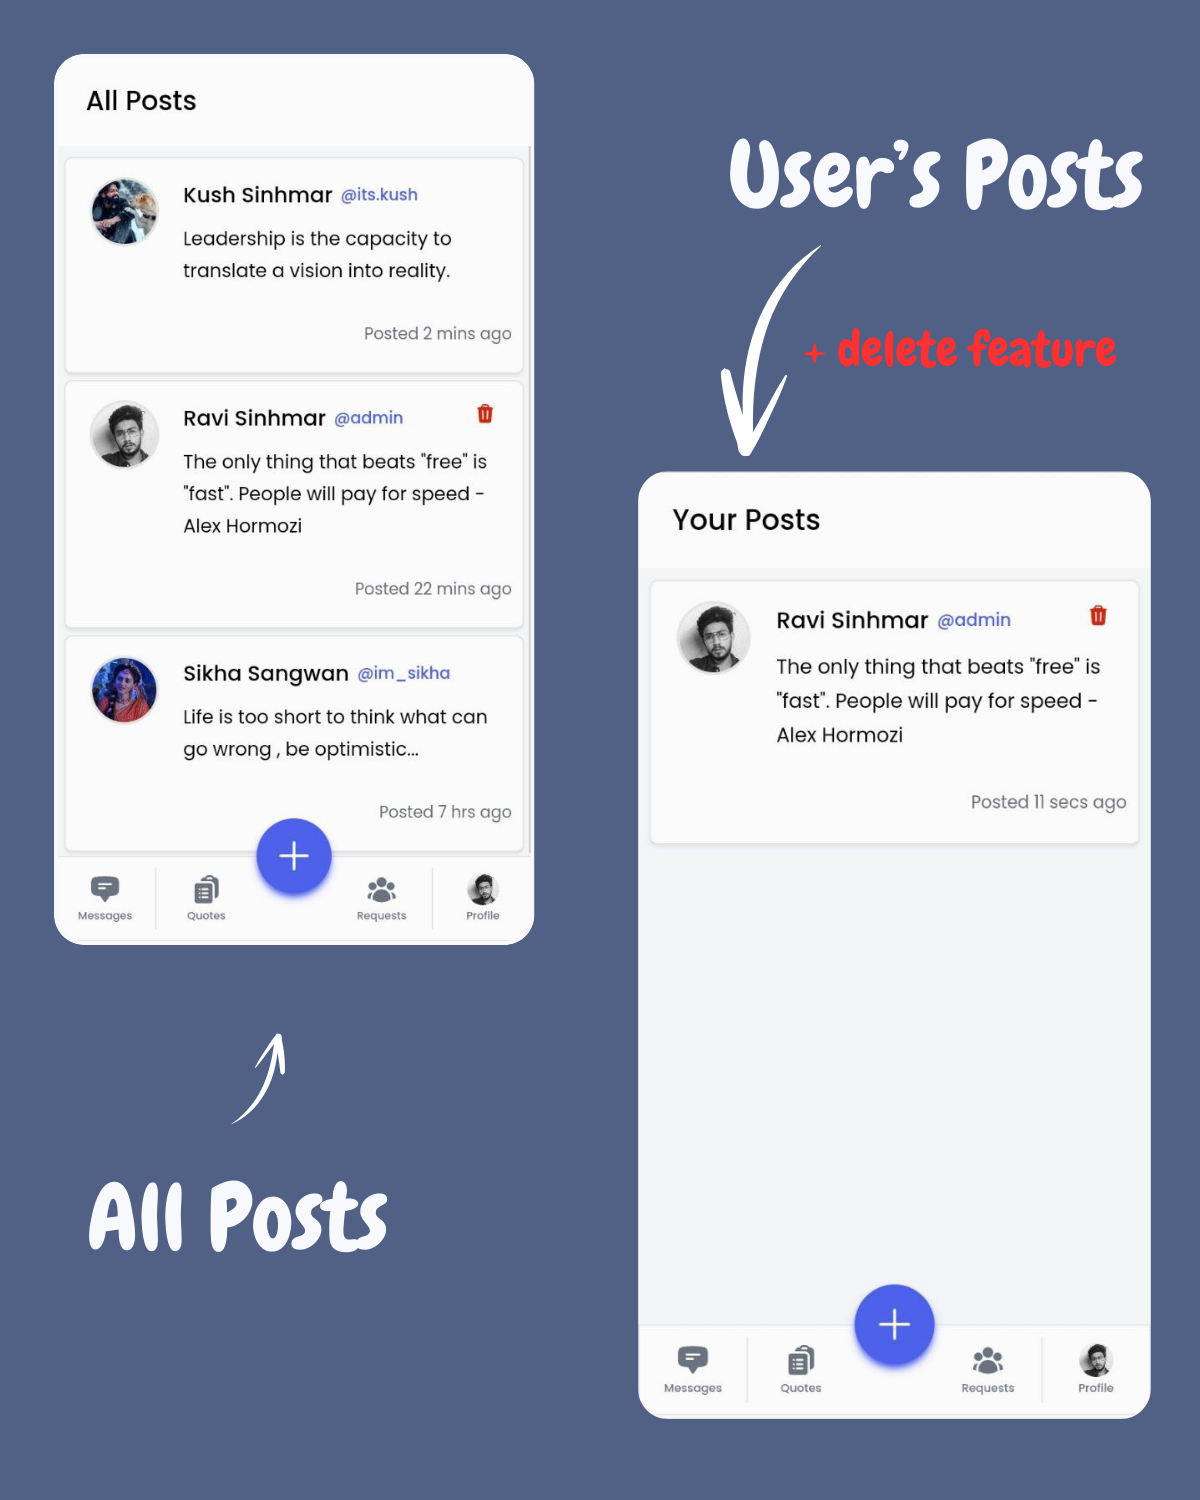 All Posts
Kush Sinhmar @its.kush
Leadership is the capacity to
translate a vision into reality.
Posted 2 mins ago
Ravi Sinhmar @admin
The only thing that beats "free" is
"fast". People will pay for speed -
Alex Hormozi
Posted 22 mins ago
Sikha Sangwan @im_sikha
Life is too short to think what can
go wrong , be optimistic...
Posted 7 hrs ago
Messages
Quotes
Requests
Profile
All Posts
User's Posts
+ delete feature
Your Posts
Ravi Sinhmar @admin
The only thing that beats "free" is
"fast". People will pay for speed -
Alex Hormozi
Posted 11 secs ago
Messages
Quotes
Requests
Profile